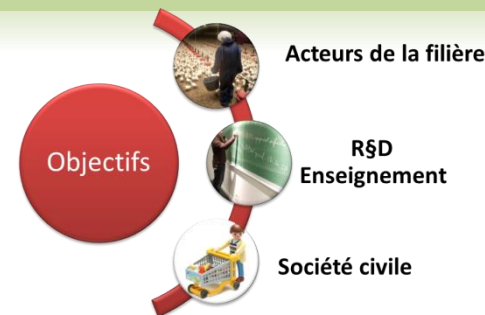 Acteurs de la filière
Objectifs
R§D
Enseignement
Société civile